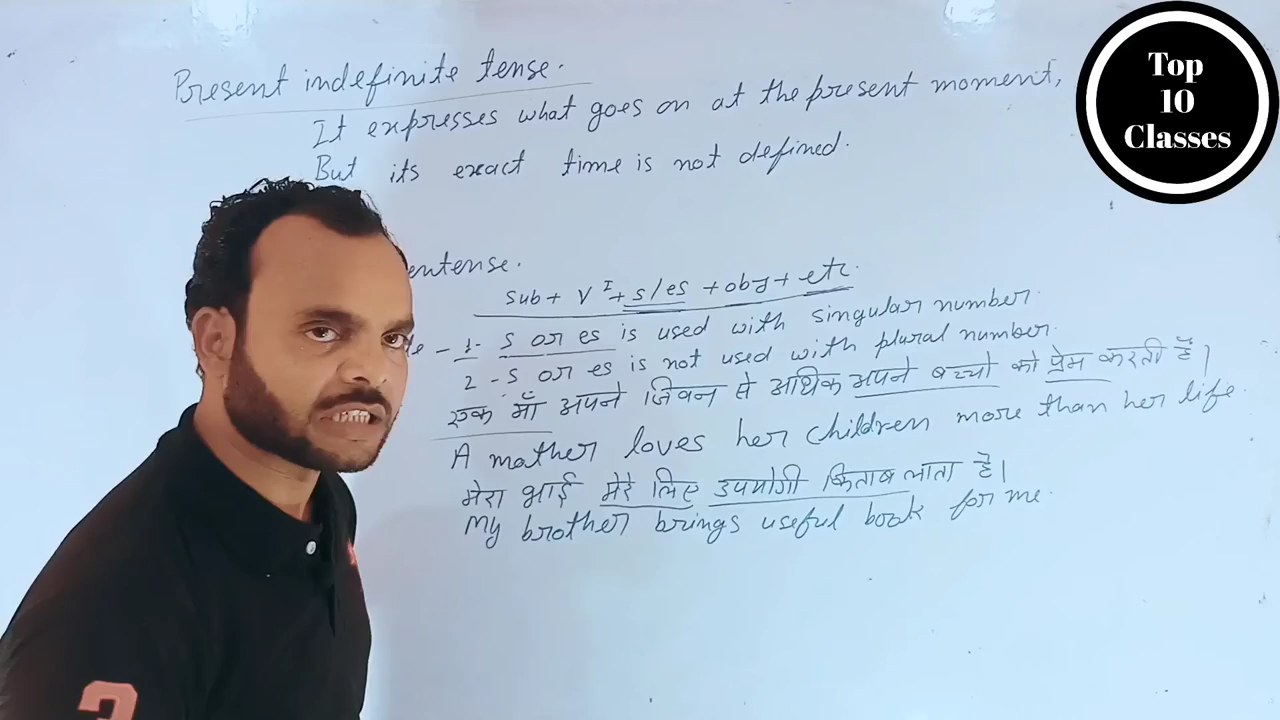 Present indefinite tense.
It expresses what goes on at the present moment,
But its exact time is not defined.
entense.
Sub + V I + s/es + obj + etc.
1- S or es is used with singular number.
2 - S or es is not used with plural number.
एक माँ अपने जिवन से अधिक अपने बच्चो को प्रेम करती है।
A mother loves her children more than her life.
मेरा भाई मेरे लिए उपयोगी किताब लाता है।
My brother brings useful book for me.
Top
10
Classes
3